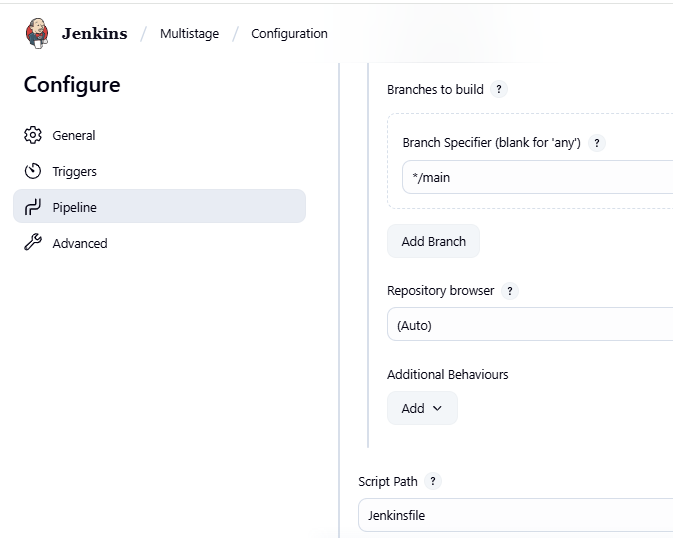 Jenkins / Multistage / Configuration
Configure
General
Triggers
Pipeline
Advanced
Branches to build ?
Branch Specifier (blank for 'any') ?
*/main
Add Branch
Repository browser ?
(Auto)
Additional Behaviours
Add
Script Path ?
Jenkinsfile